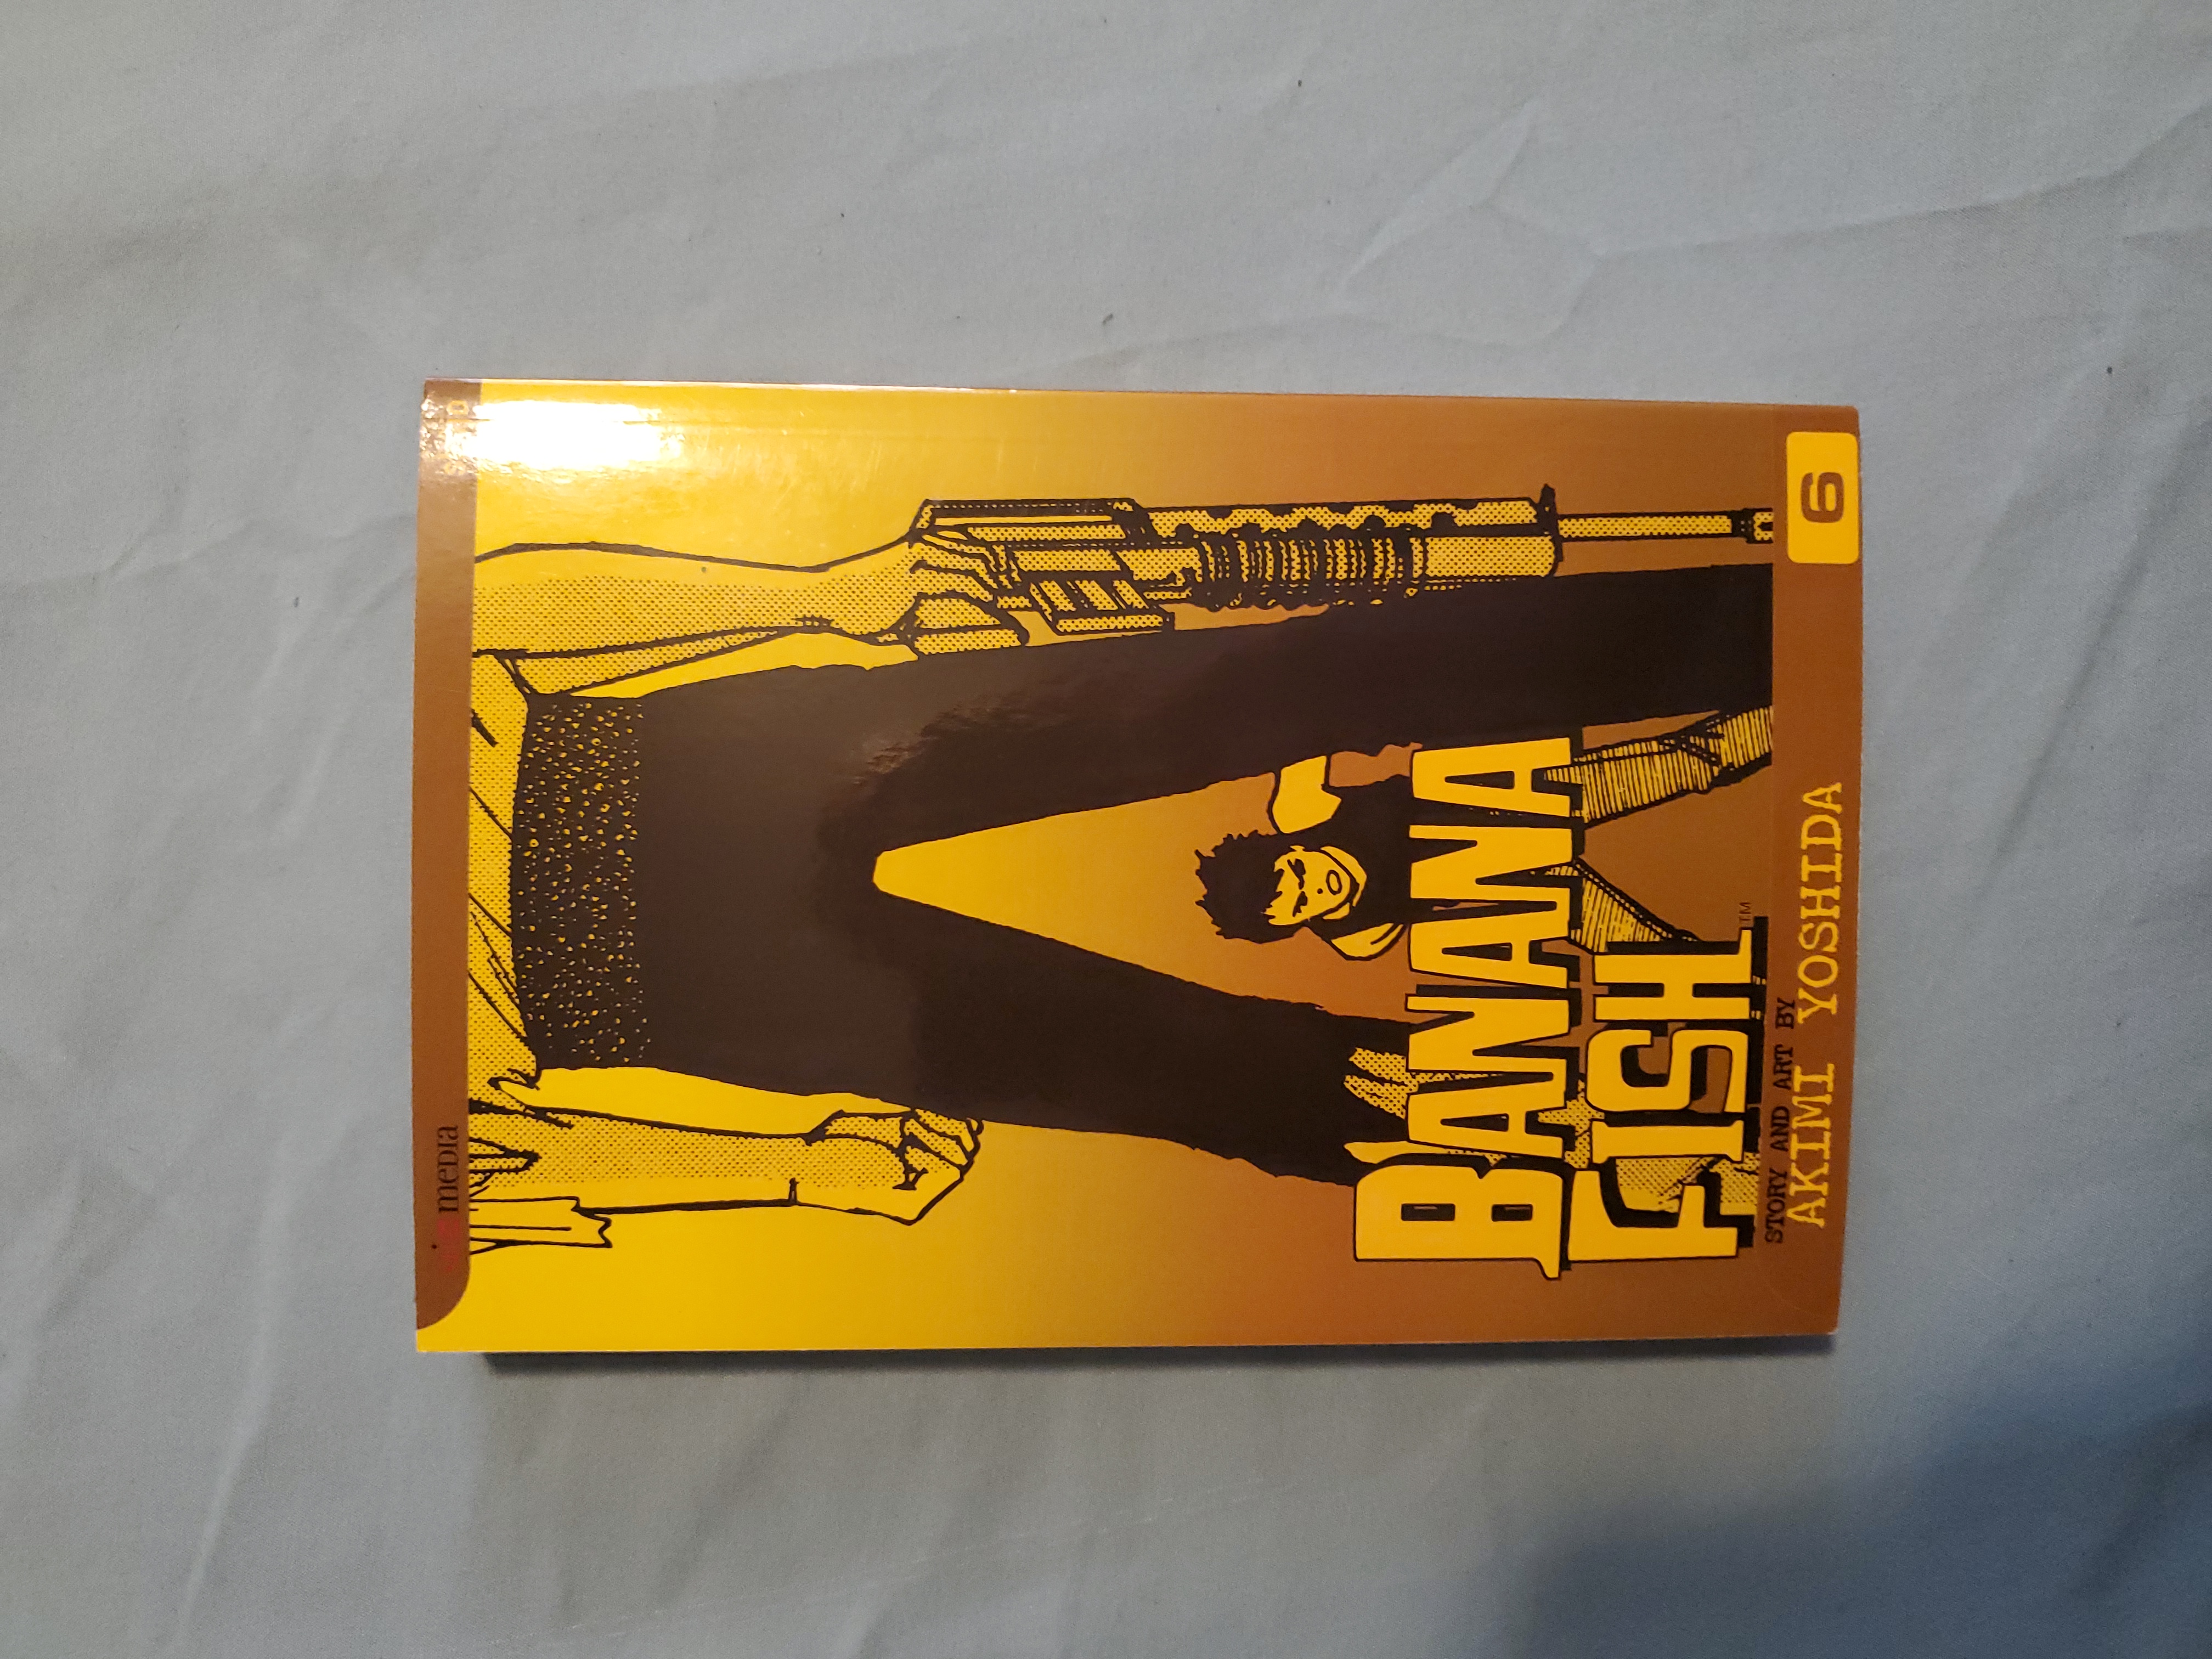 media
BANANA
FISH™
STORY AND ART BY
AKIMI YOSHIDA
6